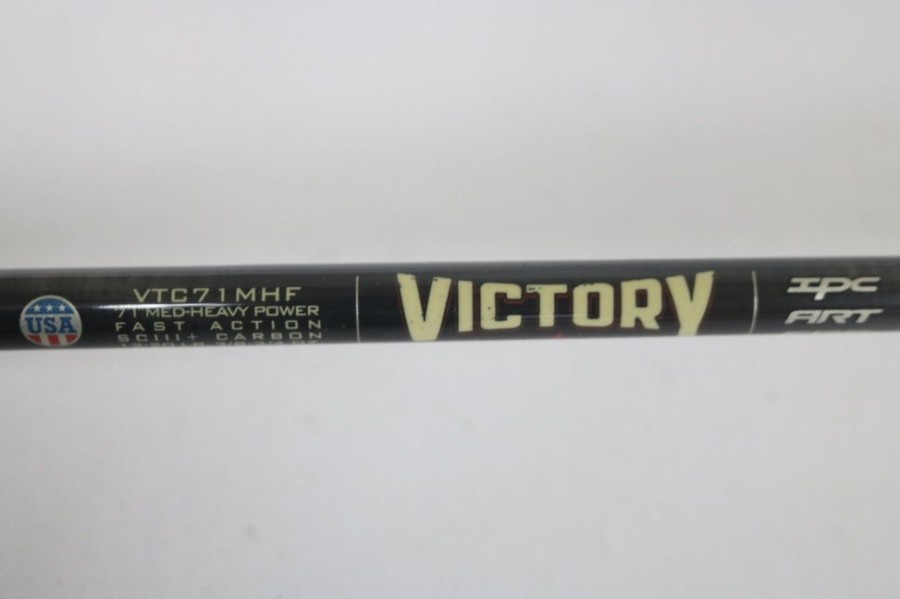 USA
VTC71MHF
7'1" MED-HEAVY POWER
FAST ACTION
SCIII+ CARBON
VICTORY
IPC
ART